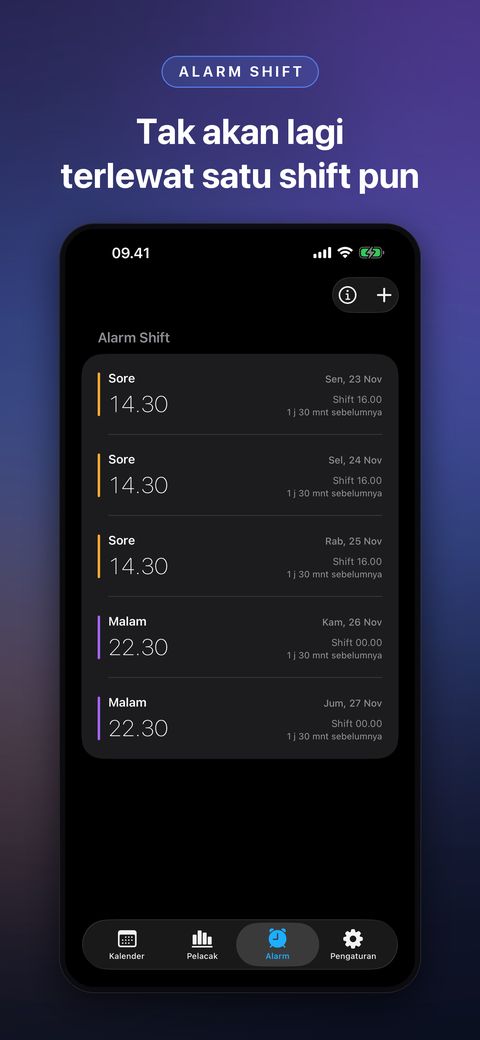 ALARM SHIFT
Tak akan lagi
terlewat satu shift pun
09.41
Alarm Shift
Sore
Sen, 23 Nov
14.30
Shift 16.00
1 j 30 mnt sebelumnya
Sore
Sel, 24 Nov
14.30
Shift 16.00
1 j 30 mnt sebelumnya
Sore
Rab, 25 Nov
14.30
Shift 16.00
1 j 30 mnt sebelumnya
Malam
Kam, 26 Nov
22.30
Shift 00.00
1 j 30 mnt sebelumnya
Malam
Jum, 27 Nov
22.30
Shift 00.00
1 j 30 mnt sebelumnya
Kalender Pelacak Alarm Pengaturan